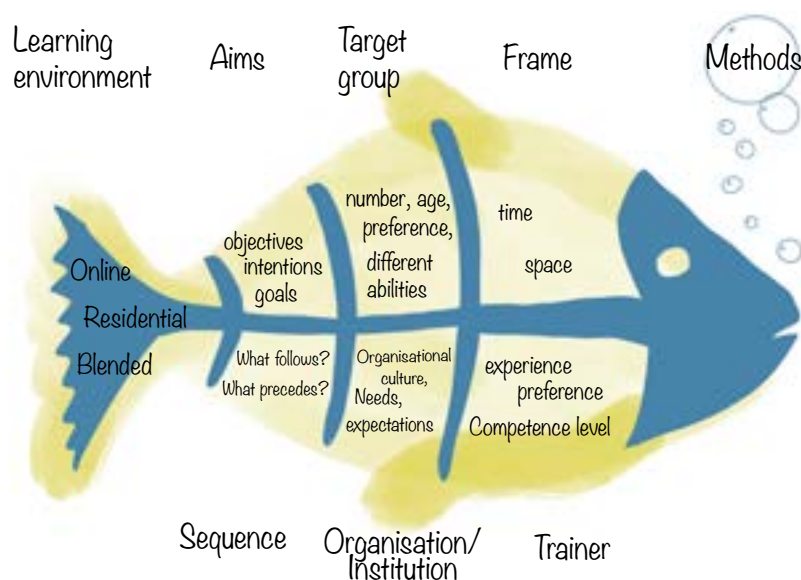 Learning
environment
Aims
Target
group
Frame
Methods
number, age,
preference,
different
abilities
time
space
objectives
intentions
goals
Online
Residential
Blended
What follows?
What precedes?
Organisational
culture,
Needs,
expectations
experience
preference
Competence level
Sequence
Organisation/
Institution
Trainer